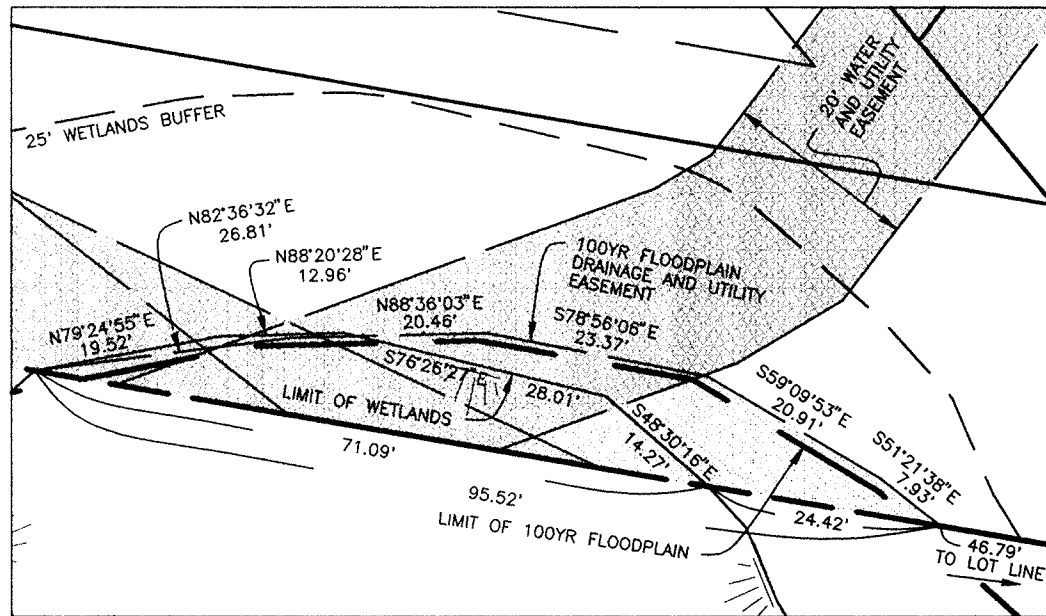 20' WATER
AND UTILITY
EASEMENT
25' WETLANDS BUFFER
N82°36'32"E
26.81'
N88°20'28"E
12.96'
100YR FLOODPLAIN
DRAINAGE AND UTILITY
EASEMENT
N88°36'03"E
20.46'
S78°56'06"E
23.37'
N79°24'55"E
19.52'
S76°26'27"E
28.01'
S59°09'53"E
20.91'
LIMIT OF WETLANDS
S48°30'16"E
14.27'
S51°21'38"E
7.93'
71.09'
95.52'
24.42'
LIMIT OF 100YR FLOODPLAIN
46.79'
TO LOT LINE